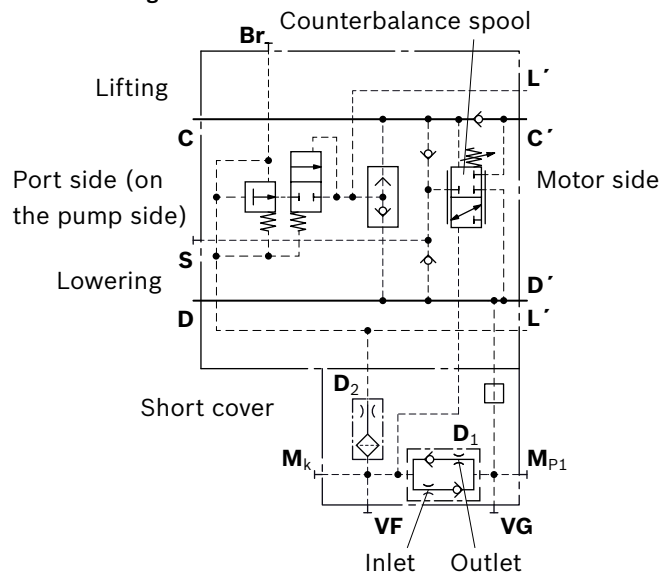 Counterbalance spool
Br
Lifting
L´
C
C´
Port side (on
the pump side)
Motor side
S
Lowering
D´
D
L´
D2
Short cover
D1
Mk
MP1
VF
VG
Inlet
Outlet